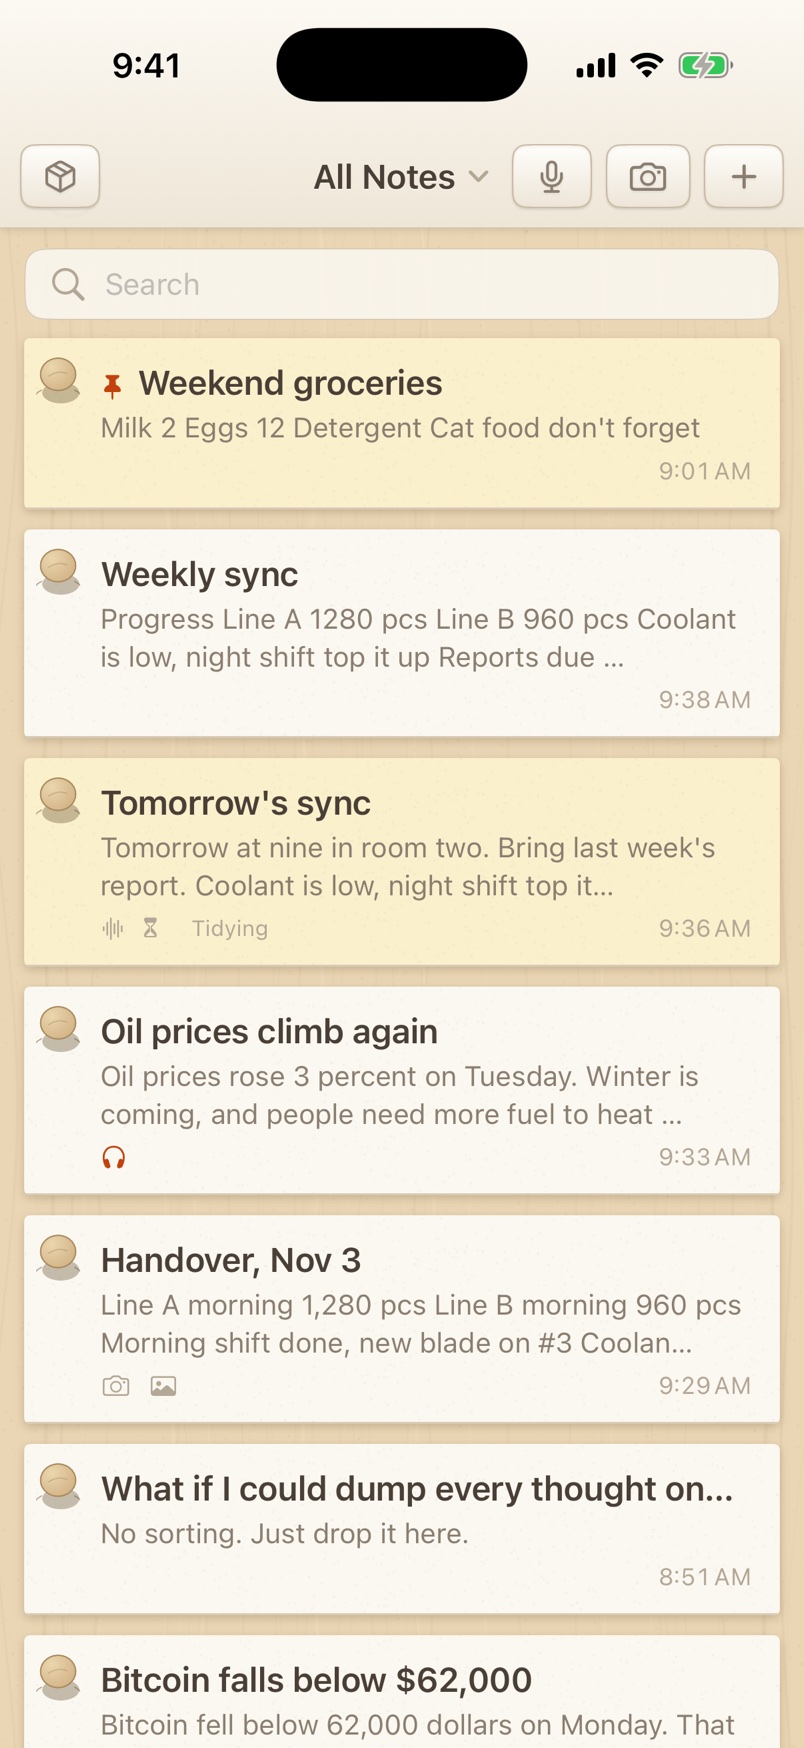 9:41
All Notes
Search
Weekend groceries
Milk 2 Eggs 12 Detergent Cat food don't forget
9:01 AM
Weekly sync
Progress Line A 1280 pcs Line B 960 pcs Coolant
is low, night shift top it up Reports due ...
9:38 AM
Tomorrow's sync
Tomorrow at nine in room two. Bring last week's
report. Coolant is low, night shift top it...
Tidying 9:36 AM
Oil prices climb again
Oil prices rose 3 percent on Tuesday. Winter is
coming, and people need more fuel to heat ...
9:33 AM
Handover, Nov 3
Line A morning 1,280 pcs Line B morning 960 pcs
Morning shift done, new blade on #3 Coolan...
9:29 AM
What if I could dump every thought on...
No sorting. Just drop it here.
8:51 AM
Bitcoin falls below $62,000
Bitcoin fell below 62,000 dollars on Monday. That